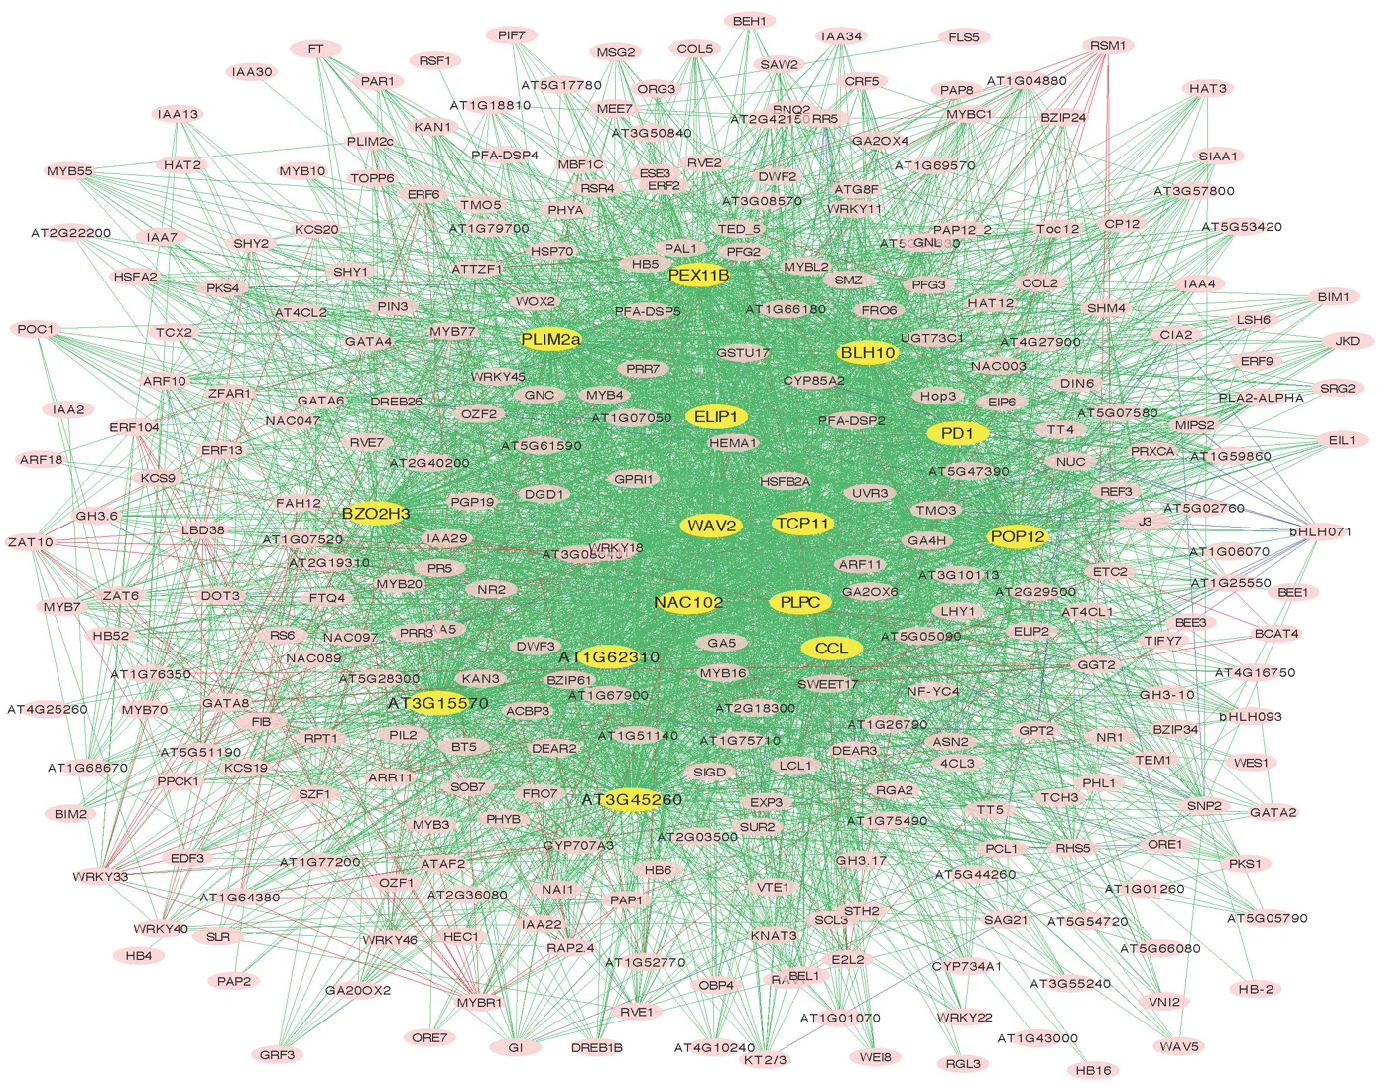 BEH1
PIF7
IAA34
FLS5
FT
MSG2
COL5
RSM1
RSF1
SAW2
IAA30
PAR1
AT5G17780
ORG3
CRF5
AT1G04880
PAP8
HAT3
AT1G18810
MEE7
MYBC1
BZIP24
IAA13
KAN1
AT3G50840
AT2G42150
RR5
PLIM2c
GA2OX4
PFA-DSP4
MYB55
HAT2
MYB10
TOPP6
MBF1C
ESE3
RVE2
AT1G69570
DWF2
ERF6
RSR4
ERF2
ATG8F
AT3G57800
TMO5
PHYA
AT3G08570
WRKY11
AT2G22200
IAA7
SHY2
KCS20
AT1G79700
TED_5
PAP12_2
Toc12
CP12
AT5G53420
HSP70
PAL1
PFG2
GNL
HSFA2
PKS4
SHY1
ATTZF1
HB5
PEX11B
MYBL2
SMZ
PFG3
COL2
IAA4
BIM1
AT4CL2
PIN3
WOX2
PFA-DSP5
AT1G66180
FRO6
HAT12
SHM4
LSH6
POC1
TCX2
GATA4
MYB77
PLIM2a
GSTU17
BLH10
UGT73C1
AT4G27900
CIA2
JKD
ERF9
ARF10
ZFAR1
WRKY45
PRR7
CYP85A2
NAC003
DIN6
SRG2
IAA2
GATA6
DREB26
GNC
MYB4
Hop3
EIP6
AT5G07580
PLA2-ALPHA
ERF104
NAC047
OZF2
AT1G07050
ELIP1
PFA-DSP2
PD1
TT4
MIPS2
EIL1
ARF18
ERF13
RVE7
AT5G61590
HEMA1
PRXCA
AT1G59860
KCS9
AT2G40200
GPRI1
HSFB2A
AT5G47390
NUC
GH3.6
FAH12
BZO2H3
PGP19
DGD1
UVR3
TMO3
REF3
AT5G02760
ZAT10
LBD38
AT1G07520
IAA29
WAV2
TCP11
POP12
GA4H
J3
bHLH071
AT2G19310
WRKY18
ARF11
AT3G10113
ETC2
AT1G06070
ZAT6
DOT3
FTQ4
PR5
MYB20
NR2
NAC102
PLPC
GA2OX6
AT2G29500
AT1G25550
BEE1
MYB7
LHY1
AT4CL1
HB52
RS6
NAC097
PRR3
GA5
AT5G05090
ELIP2
BEE3
TIFY7
BCAT4
NAC089
DWF3
AT1G62310
CCL
GGT2
AT1G76350
AT5G28300
KAN3
BZIP61
MYB16
SWEET17
AT4G16750
AT4G25260
MYB70
GATA8
AT3G15570
ACBP3
AT1G67900
AT2G18300
NF-YC4
GH3-10
FIB
AT1G26790
bHLH093
AT5G51190
RPT1
PIL2
BT5
DEAR2
AT1G51140
AT1G75710
DEAR3
ASN2
GPT2
NR1
BZIP34
AT1G68670
PPCK1
KCS19
ARR11
SIGD
LCL1
4CL3
TEM1
WES1
SZF1
SOB7
FRO7
AT3G45260
EXP3
RGA2
TCH3
PHL1
SNP2
BIM2
MYB3
PHYB
SUR2
AT1G75490
TT5
GATA2
EDF3
AT1G77200
CYP707A3
AT2G03500
PCL1
RHS5
ORE1
WRKY33
ATAF2
HB6
GH3.17
PKS1
AT1G64380
OZF1
AT2G36080
NAI1
PAP1
VTE1
AT5G44260
AT1G01260
STH2
WRKY40
SLR
WRKY46
HEC1
IAA22
SCL3
SAG21
AT5G54720
AT5G05790
HB4
RAP2.4
KNAT3
AT5G66080
AT1G52770
E2L2
CYP734A1
PAP2
GA20OX2
OBP4
BEL1
AT3G55240
HB-2
MYBR1
VNI2
RVE1
AT1G01070
WRKY22
ORE7
GRF3
GI
DREB1B
AT4G10240
KT2/3
WEI8
RGL3
AT1G43000
WAV5
HB16